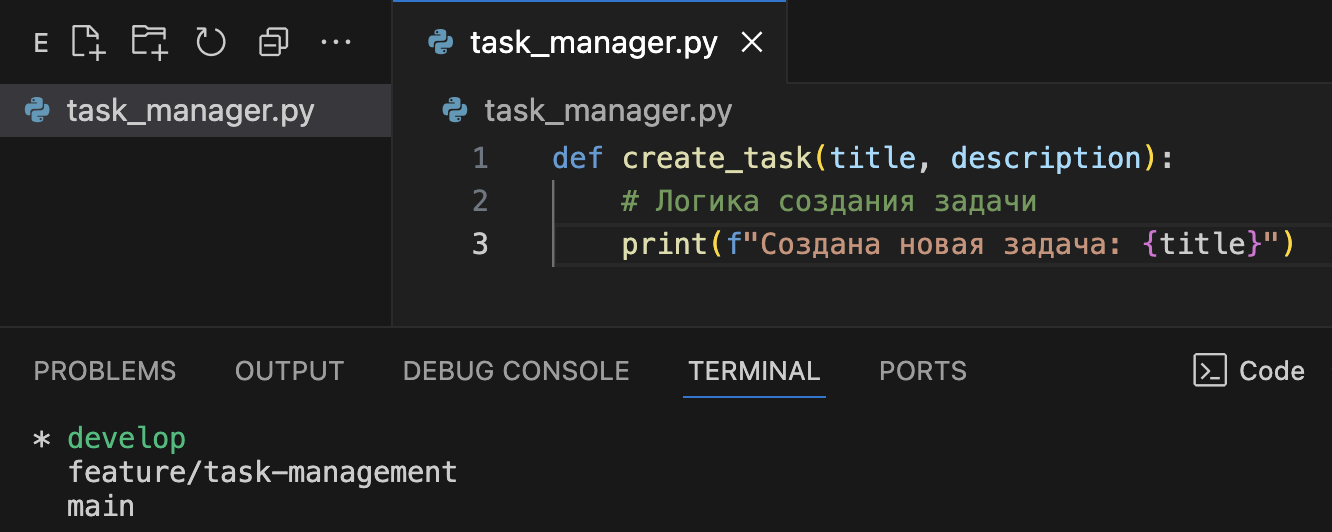 E ...
task_manager.py
task_manager.py
task_manager.py
1 def create_task(title, description):
2 # Логика создания задачи
3 print(f"Создана новая задача: {title}")
PROBLEMS OUTPUT DEBUG CONSOLE TERMINAL PORTS Code
* develop
feature/task-management
main